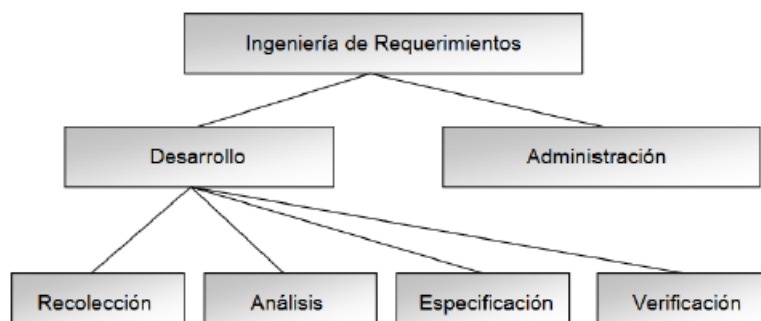 Ingeniería de Requerimientos
Desarrollo
Administración
Recolección
Análisis
Especificación
Verificación